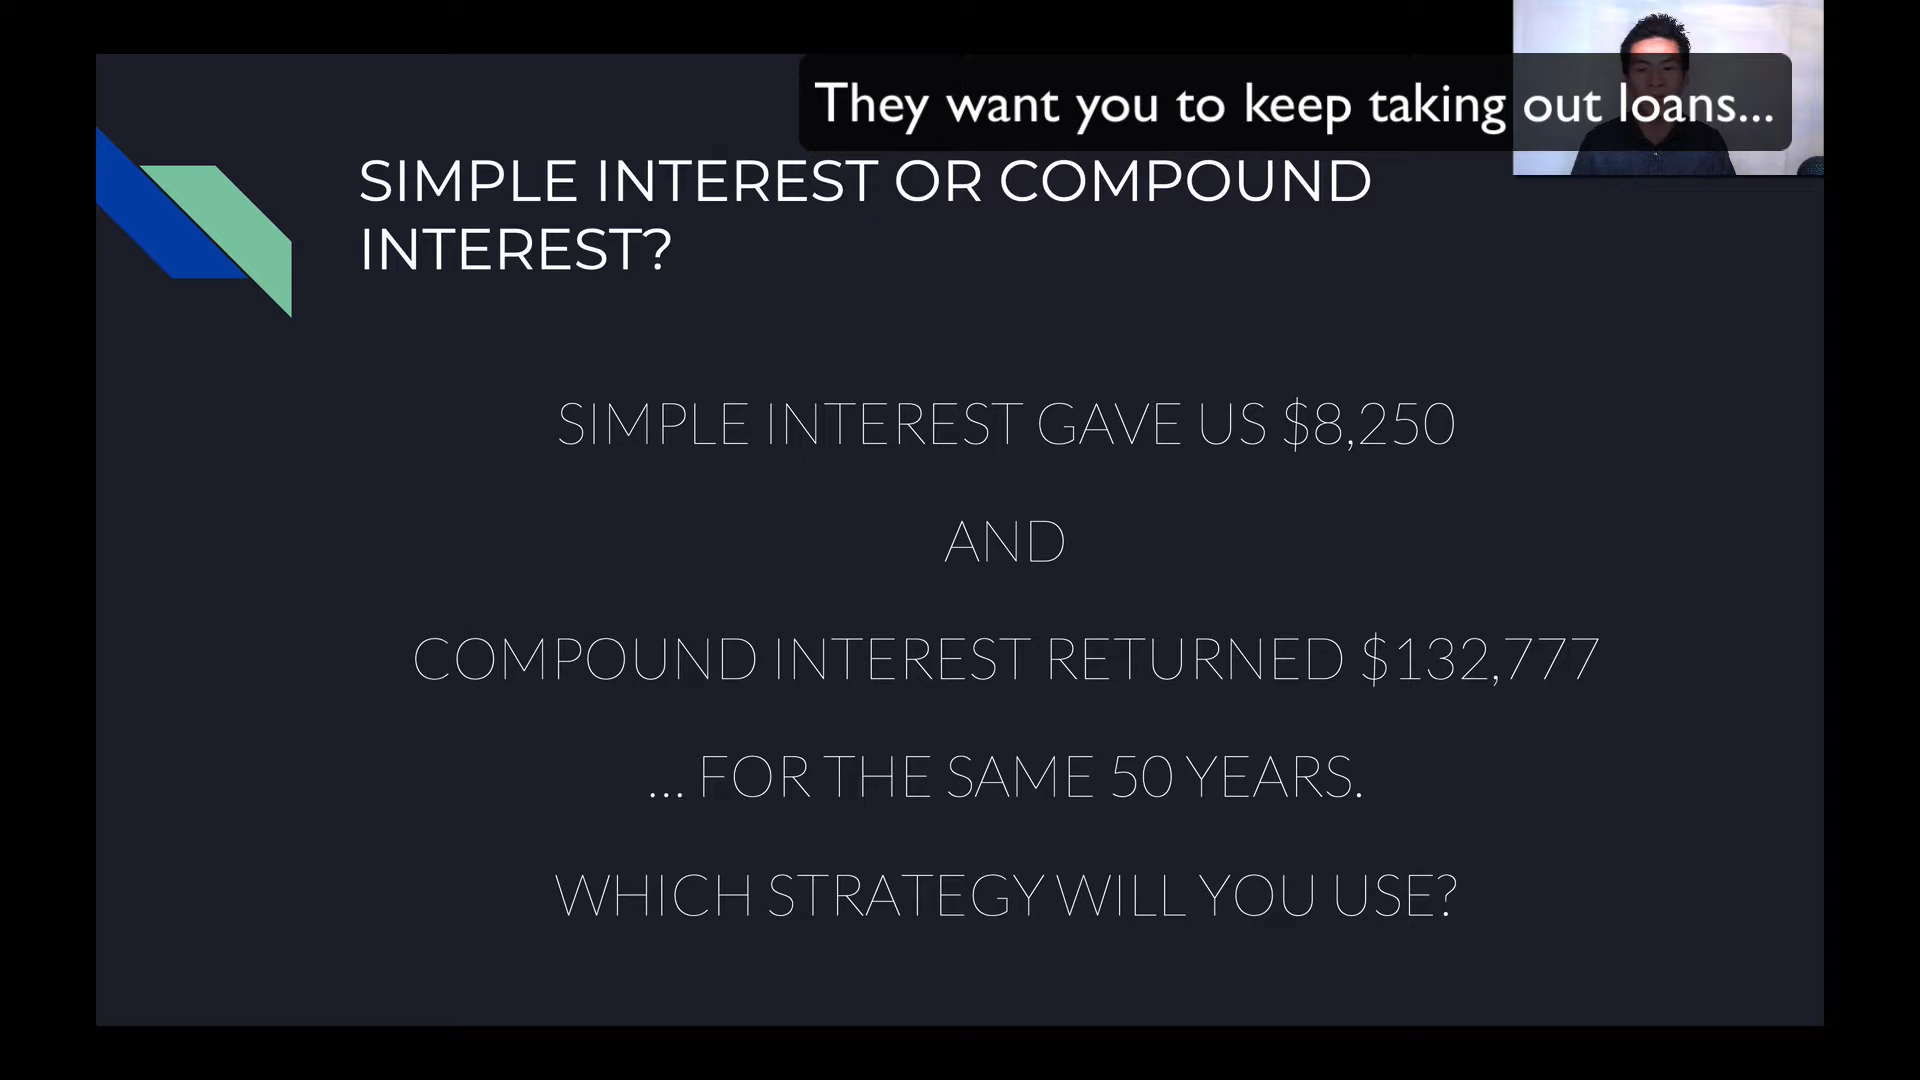 They want you to keep taking out loans...
SIMPLE INTEREST OR COMPOUND
INTEREST?
SIMPLE INTEREST GAVE US $8,250
AND
COMPOUND INTEREST RETURNED $132,777
... FOR THE SAME 50 YEARS.
WHICH STRATEGY WILL YOU USE?